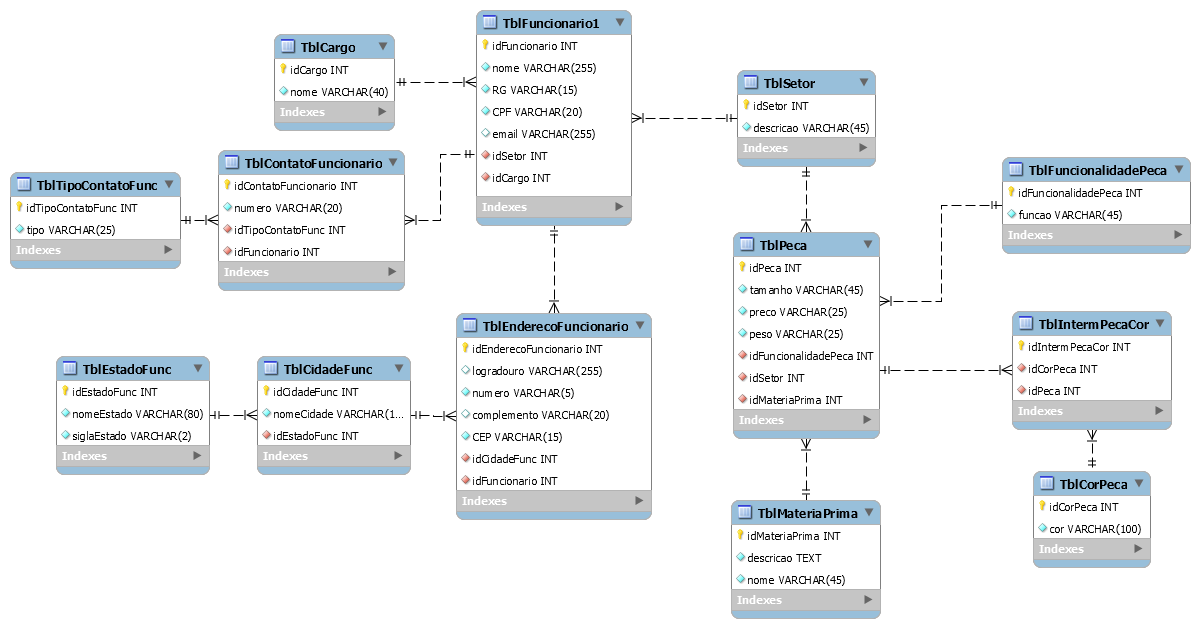 TblFuncionario1
idFuncionario INT
nome VARCHAR(255)
RG VARCHAR(15)
CPF VARCHAR(20)
email VARCHAR(255)
idSetor INT
idCargo INT
Indexes
TblCargo
idCargo INT
nome VARCHAR(40)
Indexes
TblSetor
idSetor INT
descricao VARCHAR(45)
Indexes
TblContatoFuncionario
idContatoFuncionario INT
numero VARCHAR(20)
idTipoContatoFunc INT
idFuncionario INT
Indexes
TblTipoContatoFunc
idTipoContatoFunc INT
tipo VARCHAR(25)
Indexes
TblFuncionalidadePeca
idFuncionalidadePeca INT
funcao VARCHAR(45)
Indexes
TblPeca
idPeca INT
tamanho VARCHAR(45)
preco VARCHAR(25)
peso VARCHAR(25)
idFuncionalidadePeca INT
idSetor INT
idMateriaPrima INT
Indexes
TblEnderecoFuncionario
idEnderecoFuncionario INT
logradouro VARCHAR(255)
numero VARCHAR(5)
complemento VARCHAR(20)
CEP VARCHAR(15)
idCidadeFunc INT
idFuncionario INT
Indexes
TblIntermPecaCor
idIntermPecaCor INT
idCorPeca INT
idPeca INT
Indexes
TblEstadoFunc
idEstadoFunc INT
nomeEstado VARCHAR(80)
siglaEstado VARCHAR(2)
Indexes
TblCidadeFunc
idCidadeFunc INT
nomeCidade VARCHAR(1...
idEstadoFunc INT
Indexes
TblCorPeca
idCorPeca INT
cor VARCHAR(100)
Indexes
TblMateriaPrima
idMateriaPrima INT
descricao TEXT
nome VARCHAR(45)
Indexes